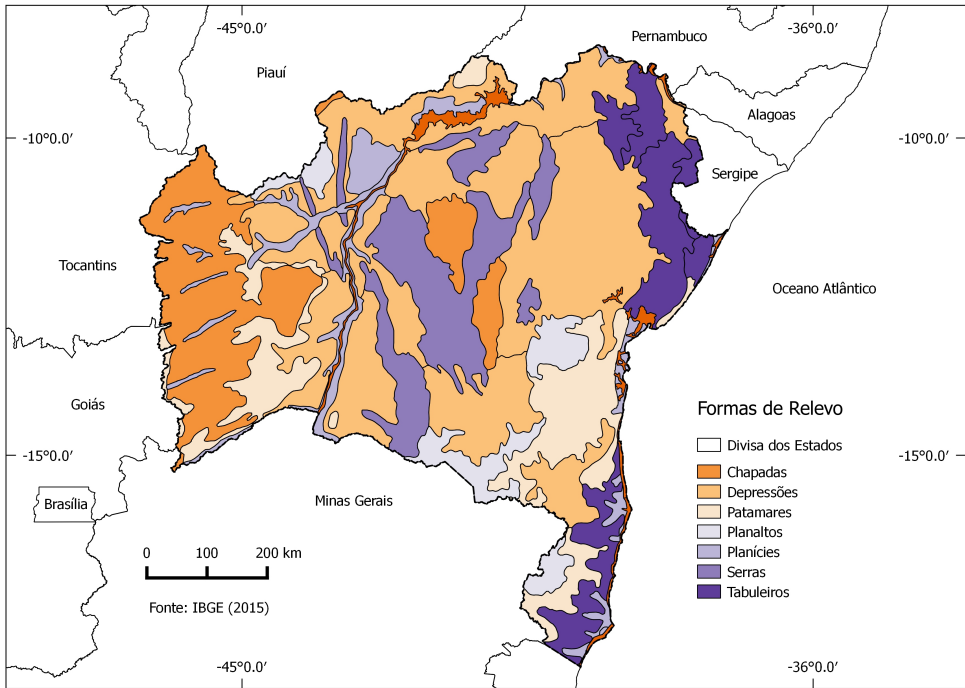 -45°0.0'
-36°0.0'
Pernambuco
Piauí
Alagoas
-10°0.0'
-10°0.0'
Sergipe
Tocantins
Oceano Atlântico
Goiás
Formas de Relevo
Divisa dos Estados
-15°0.0'
-15°0.0'
Chapadas
Depressões
Patamares
Planaltos
Planícies
Serras
Tabuleiros
Brasília
Minas Gerais
0 100 200 km
Fonte: IBGE (2015)
-45°0.0'
-36°0.0'